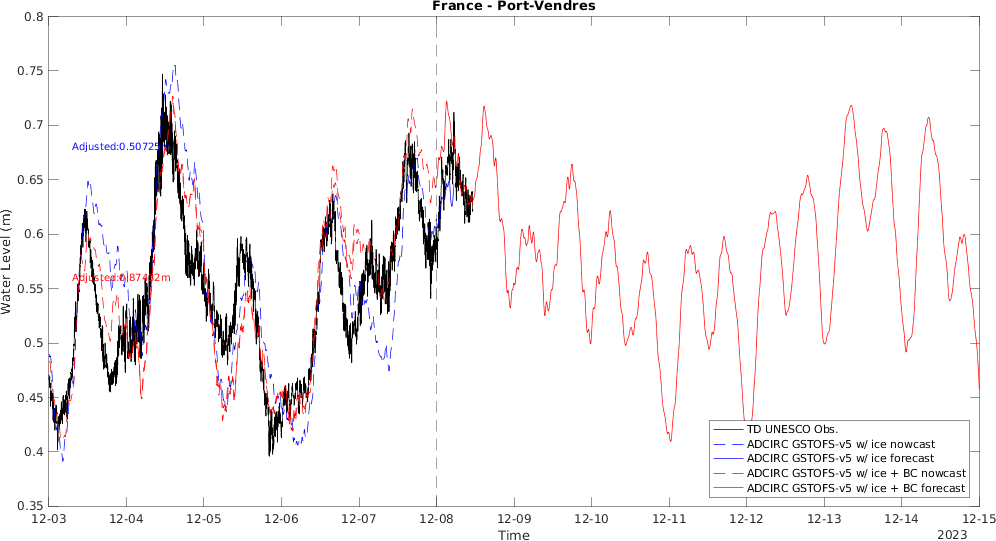 France - Port-Vendres
Water Level (m)
0.8
0.75
0.7
0.65
0.6
0.55
0.5
0.45
0.4
0.35
Adjusted:0.50725m
TD UNESCO Obs.
ADCIRC GSTOFS-v5 w/ ice nowcast
ADCIRC GSTOFS-v5 w/ ice forecast
ADCIRC GSTOFS-v5 w/ ice + BC nowcast
ADCIRC GSTOFS-v5 w/ ice + BC forecast
12-03 12-04 12-05 12-06 12-07 12-08 12-09 12-10 12-11 12-12 12-13 12-14 12-15
Time
2023